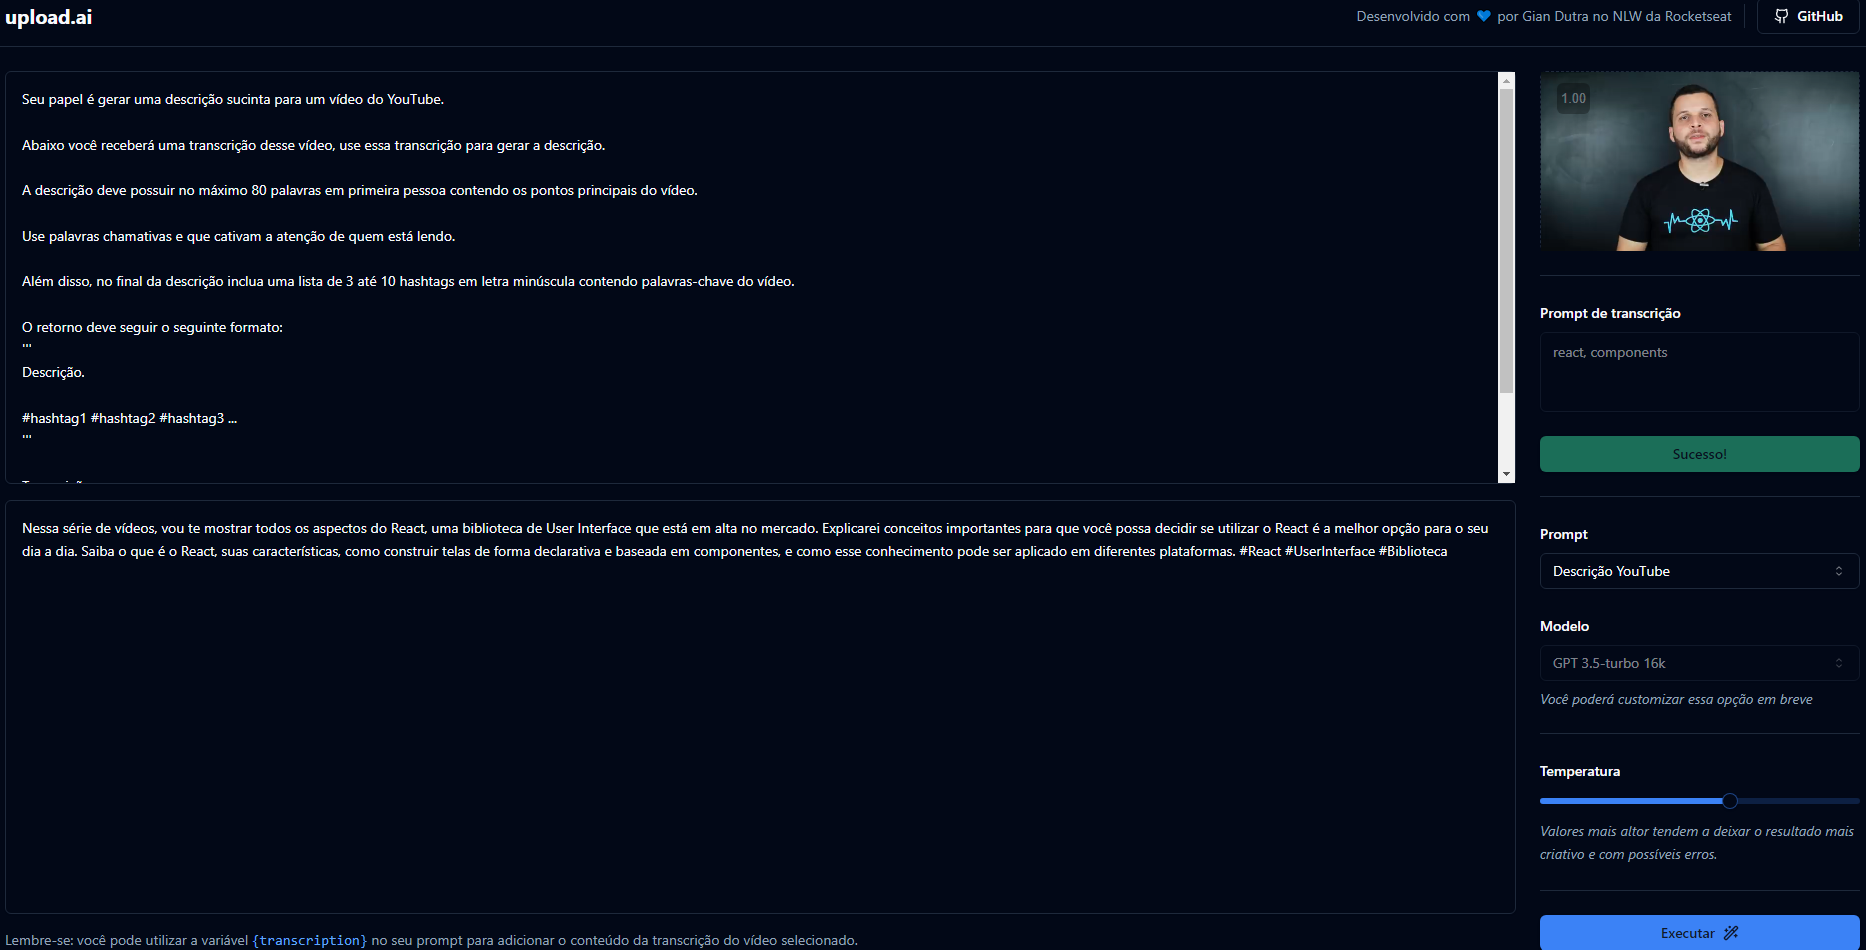 upload.ai
Desenvolvido com 💙 por Gian Dutra no NLW da Rocketseat
GitHub
Seu papel é gerar uma descrição sucinta para um vídeo do YouTube.
Abaixo você receberá uma transcrição desse vídeo, use essa transcrição para gerar a descrição.
A descrição deve possuir no máximo 80 palavras em primeira pessoa contendo os pontos principais do vídeo.
Use palavras chamativas e que cativam a atenção de quem está lendo.
Além disso, no final da descrição inclua uma lista de 3 até 10 hashtags em letra minúscula contendo palavras-chave do vídeo.
O retorno deve seguir o seguinte formato:
'''
Descrição.
#hashtag1 #hashtag2 #hashtag3 ...
'''
Nessa série de vídeos, vou te mostrar todos os aspectos do React, uma biblioteca de User Interface que está em alta no mercado. Explicarei conceitos importantes para que você possa decidir se utilizar o React é a melhor opção para o seu
dia a dia. Saiba o que é o React, suas características, como construir telas de forma declarativa e baseada em componentes, e como esse conhecimento pode ser aplicado em diferentes plataformas. #React #UserInterface #Biblioteca
Lembre-se: você pode utilizar a variável {transcription} no seu prompt para adicionar o conteúdo da transcrição do vídeo selecionado.
1.00
Prompt de transcrição
react, components
Sucesso!
Prompt
Descrição YouTube
Modelo
GPT 3.5-turbo 16k
Você poderá customizar essa opção em breve
Temperatura
Valores mais altor tendem a deixar o resultado mais
criativo e com possíveis erros.
Executar